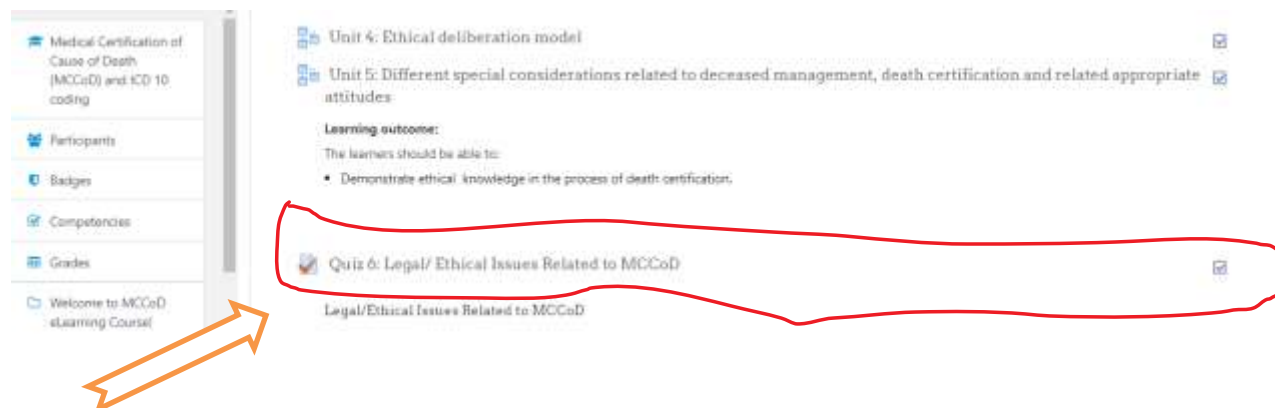 Medical Certification of
Cause of Death
(MCCoD) and ICD 10
coding
Participants
Badges
Competencies
Grades
Welcome to MCCoD
eLearning Course!
Unit 4: Ethical deliberation model
Unit 5: Different special considerations related to deceased management, death certification and related appropriate
attitudes
Learning outcome:
The learners should be able to:
• Demonstrate ethical knowledge in the process of death certification.
Quiz 6: Legal/ Ethical Issues Related to MCCoD
Legal/Ethical Issues Related to MCCoD